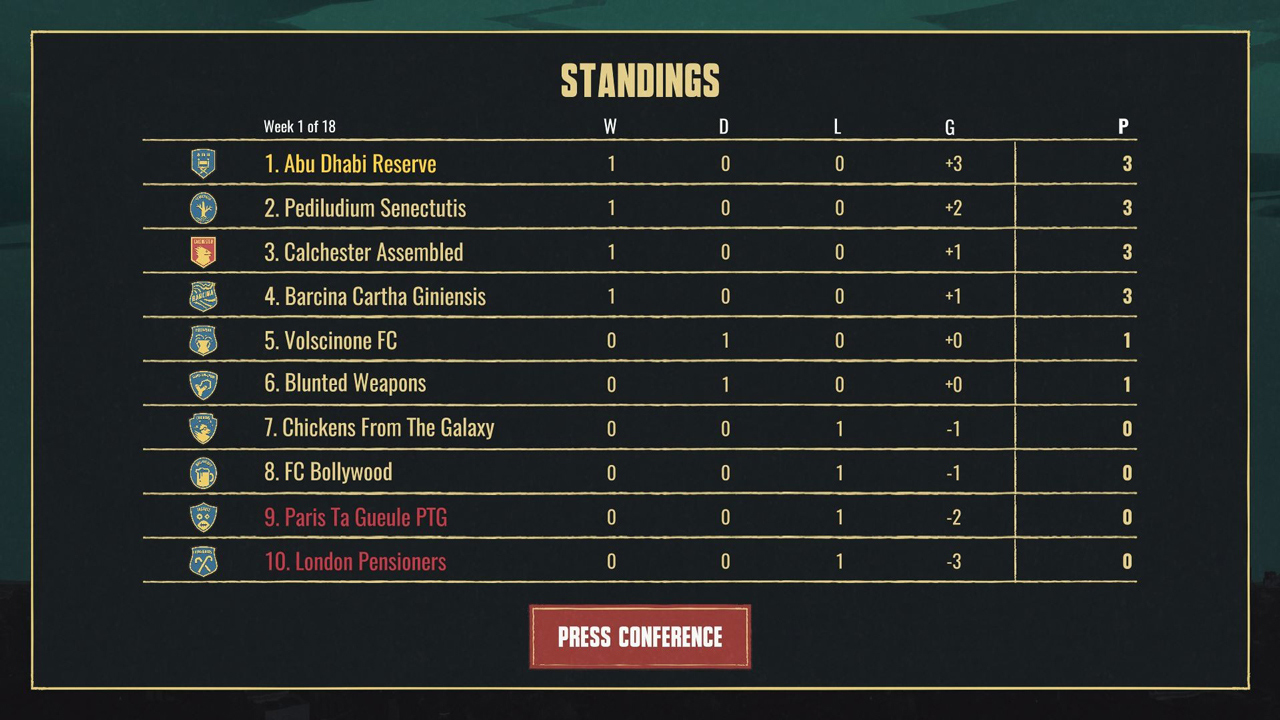 STANDINGS
Week 1 of 18 W D L G P
1. Abu Dhabi Reserve 1 0 0 +3 3
2. Pediludium Senectutis 1 0 0 +2 3
3. Calchester Assembled 1 0 0 +1 3
4. Barcina Cartha Giniensis 1 0 0 +1 3
5. Volscinone FC 0 1 0 +0 1
6. Blunted Weapons 0 1 0 +0 1
7. Chickens From The Galaxy 0 0 1 -1 0
8. FC Bollywood 0 0 1 -1 0
9. Paris Ta Gueule PTG 0 0 1 -2 0
10. London Pensioners 0 0 1 -3 0
PRESS CONFERENCE